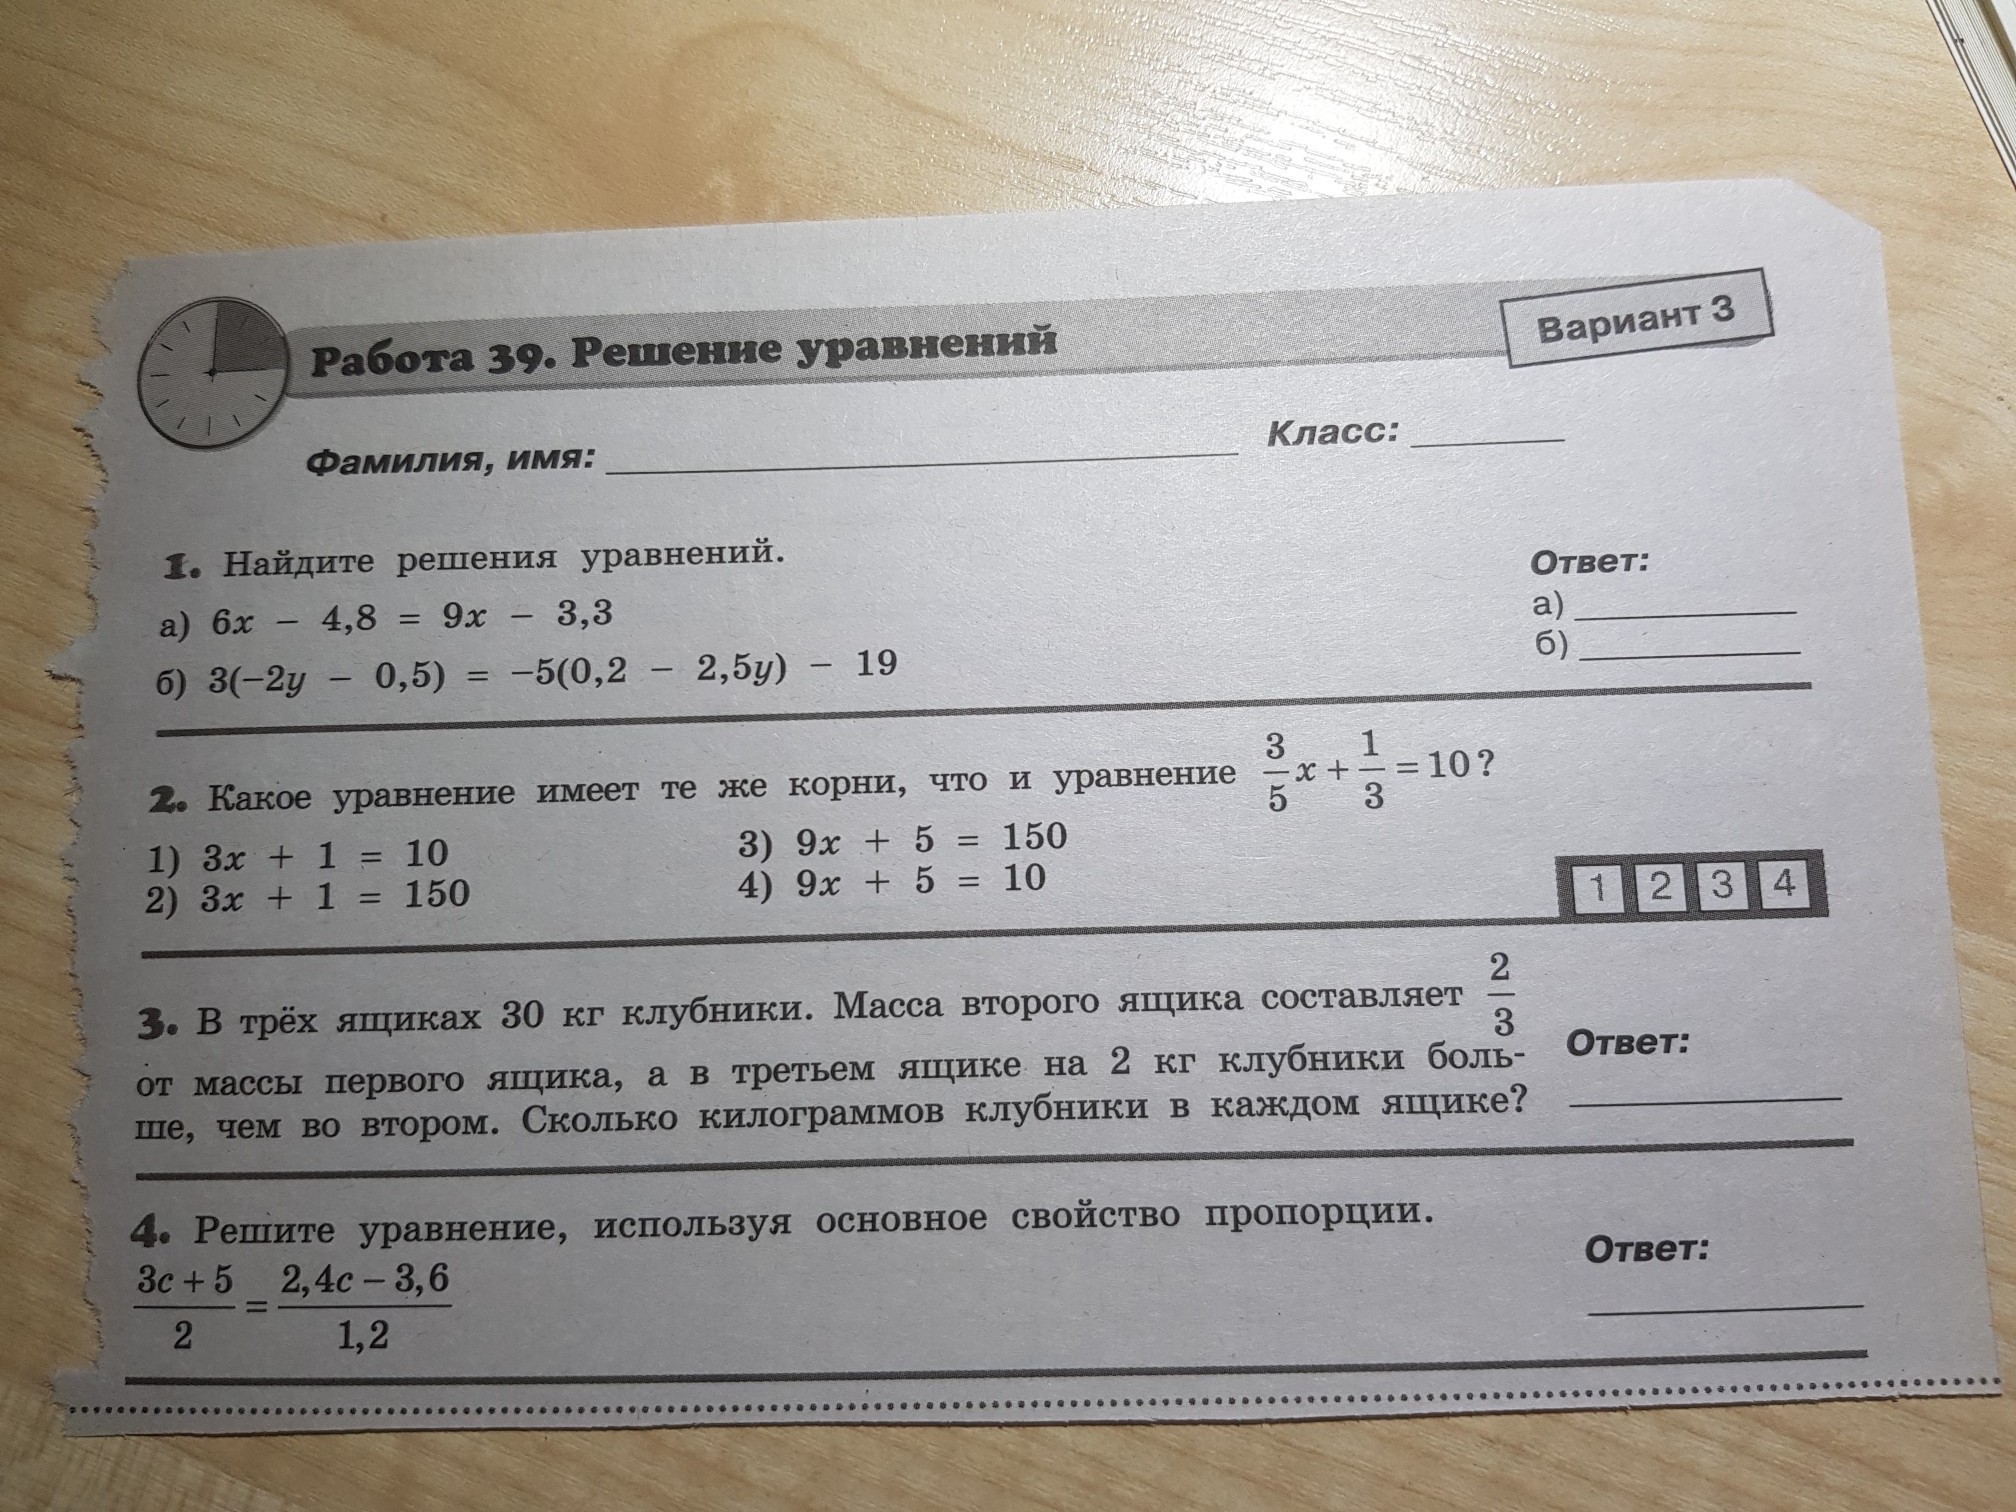 Работа 39. Решение уравнений
Вариант 3
Фамилия, имя: ____________ Класс: ______
1. Найдите решения уравнений.
Ответ:
а) 6x – 4,8 = 9x – 3,3
а) ______
б) 3(–2y – 0,5) = –5(0,2 – 2,5y) – 19
б) ______
2. Какое уравнение имеет те же корни, что и уравнение 3/5 x + 1/3 = 10?
1) 3x + 1 = 10
3) 9x + 5 = 150
2) 3x + 1 = 150
4) 9x + 5 = 10
1 2 3 4
3. В трёх ящиках 30 кг клубники. Масса второго ящика составляет 2/3
от массы первого ящика, а в третьем ящике на 2 кг клубники боль-
ше, чем во втором. Сколько килограммов клубники в каждом ящике?
Ответ:
4. Решите уравнение, используя основное свойство пропорции.
(3c + 5)/2 = (2,4c – 3,6)/1,2
Ответ: